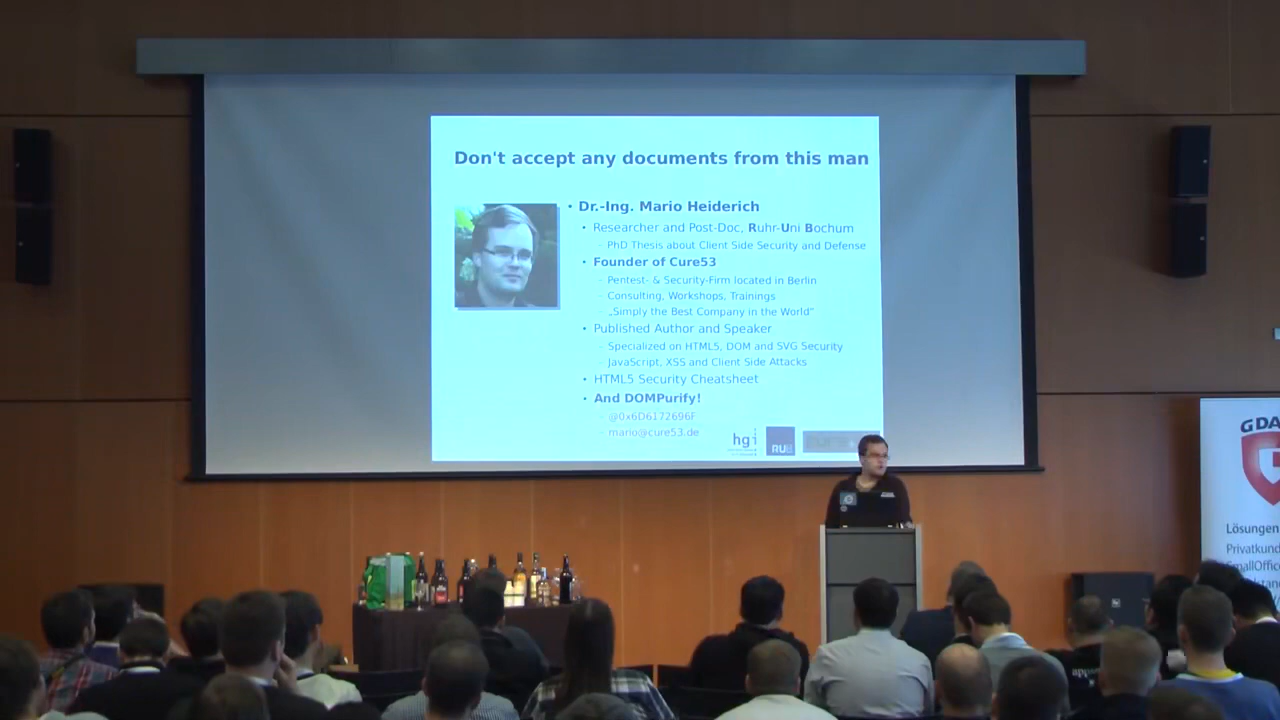 Don't accept any documents from this man
• Dr.-Ing. Mario Heiderich
• Researcher and Post-Doc, Ruhr-Uni Bochum
– PhD Thesis about Client Side Security and Defense
• Founder of Cure53
– Pentest- & Security-Firm located in Berlin
– Consulting, Workshops, Trainings
– „Simply the Best Company in the World"
• Published Author and Speaker
– Specialized on HTML5, DOM and SVG Security
– JavaScript, XSS and Client Side Attacks
• HTML5 Security Cheatsheet
• And DOMPurify!
– @0x6D6172696F
– mario@cure53.de
hgi
RUB
G DA
Lösungen
Privatkund
SmallOffice